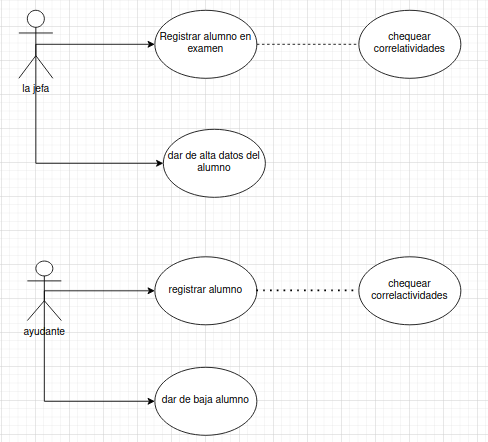 Registrar alumno en
examen
chequear
correlatividades
la jefa
dar de alta datos del
alumno
registrar alumno
chequear
correlactividades
ayudante
dar de baja alumno